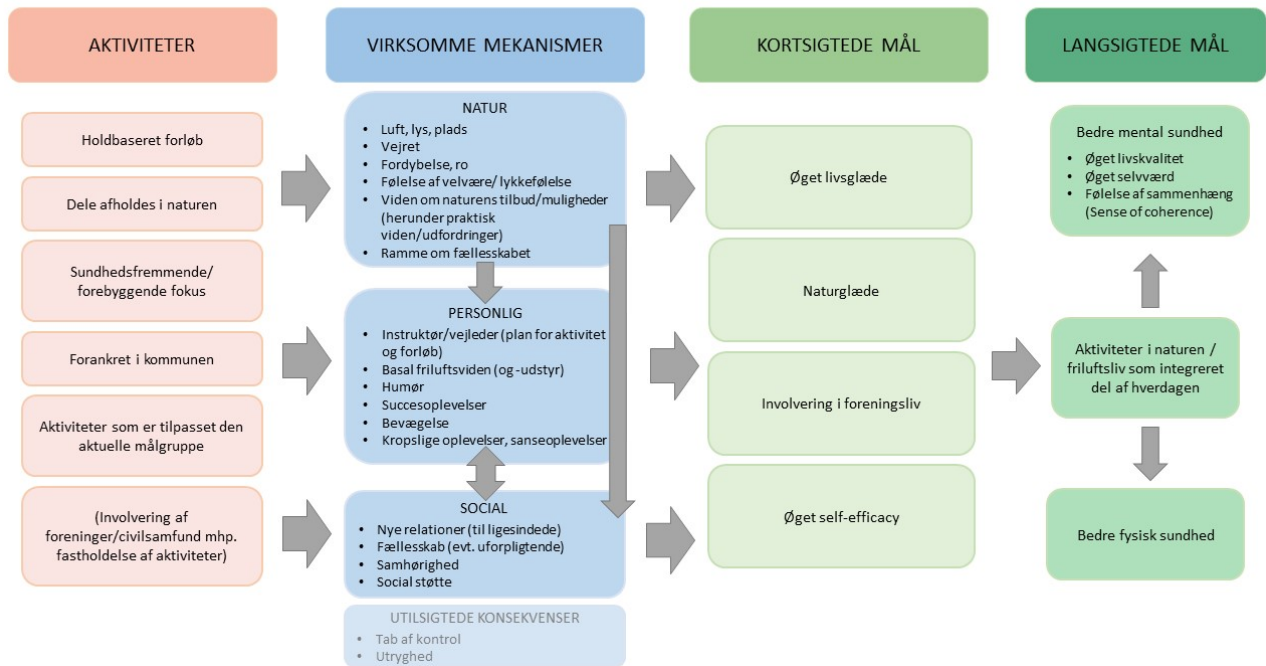 AKTIVITETER
Holdbaseret forløb
Dele afholdes i naturen
Sundhedsfremmende/
forebyggende fokus
Forankret i kommunen
Aktiviteter som er tilpasset den
aktuelle målgruppe
(Involvering af
foreninger/civilsamfund mhp.
fastholdelse af aktiviteter)
VIRKSOMME MEKANISMER
NATUR
• Luft, lys, plads
• Vejret
• Fordybelse, ro
• Følelse af velvære/ lykkefølelse
• Viden om naturens tilbud/muligheder
(herunder praktisk
viden/udfordringer)
• Ramme om fællesskabet
PERSONLIG
• Instruktør/vejleder (plan for aktivitet
og forløb)
• Basal friluftsviden (og -udstyr)
• Humør
• Succesoplevelser
• Bevægelse
• Kropslige oplevelser, sanseoplevelser
SOCIAL
• Nye relationer (til ligesindede)
• Fællesskab (evt. uforpligtende)
• Samhørighed
• Social støtte
UTILSIGTEDE KONSEKVENSER
• Tab af kontrol
• Utryghed
KORTSIGTEDE MÅL
Øget livsglæde
Naturglæde
Involvering i foreningsliv
Øget self-efficacy
LANGSIGTEDE MÅL
Bedre mental sundhed
• Øget livskvalitet
• Øget selvværd
• Følelse af sammenhæng
(Sense of coherence)
Aktiviteter i naturen /
friluftsliv som integreret
del af hverdagen
Bedre fysisk sundhed